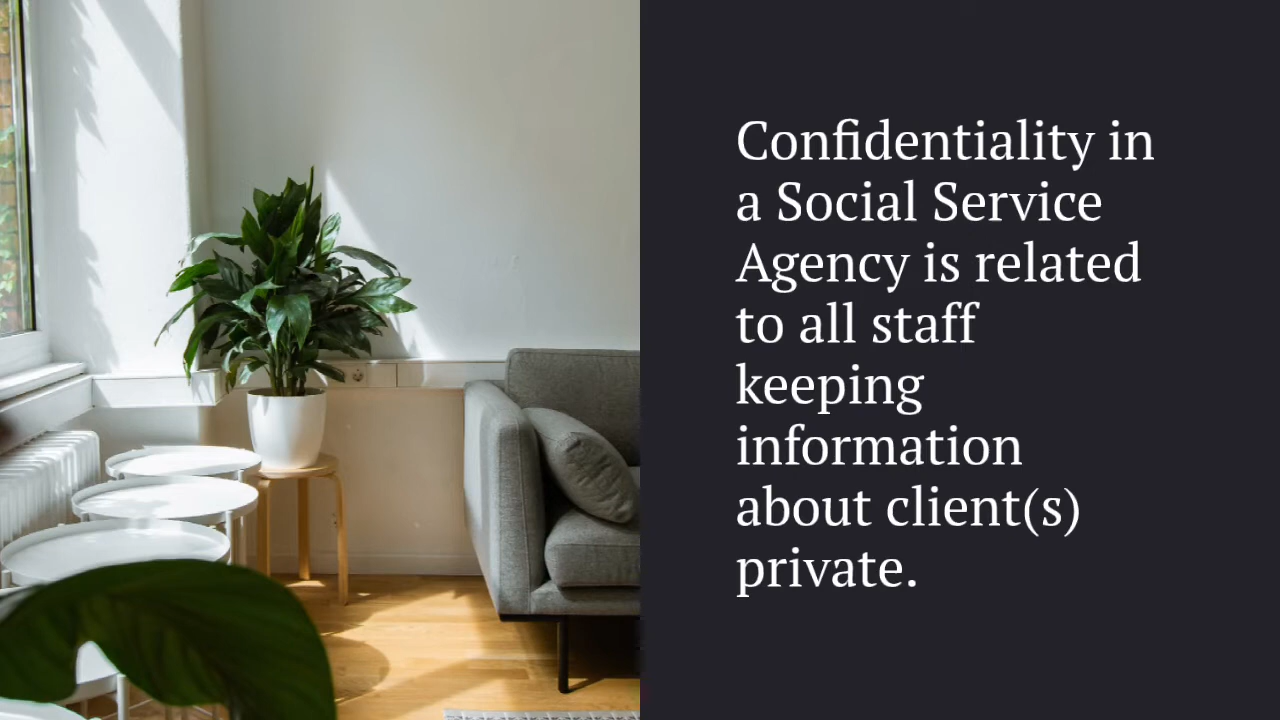 Confidentiality in
a Social Service
Agency is related
to all staff
keeping
information
about client(s)
private.